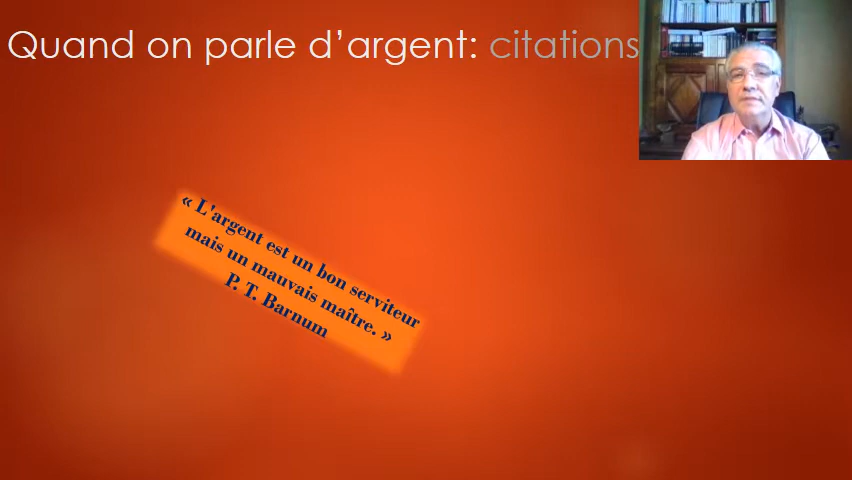 Quand on parle d’argent: citations
« L'argent est un bon serviteur
mais un mauvais maître. »
P. T. Barnum